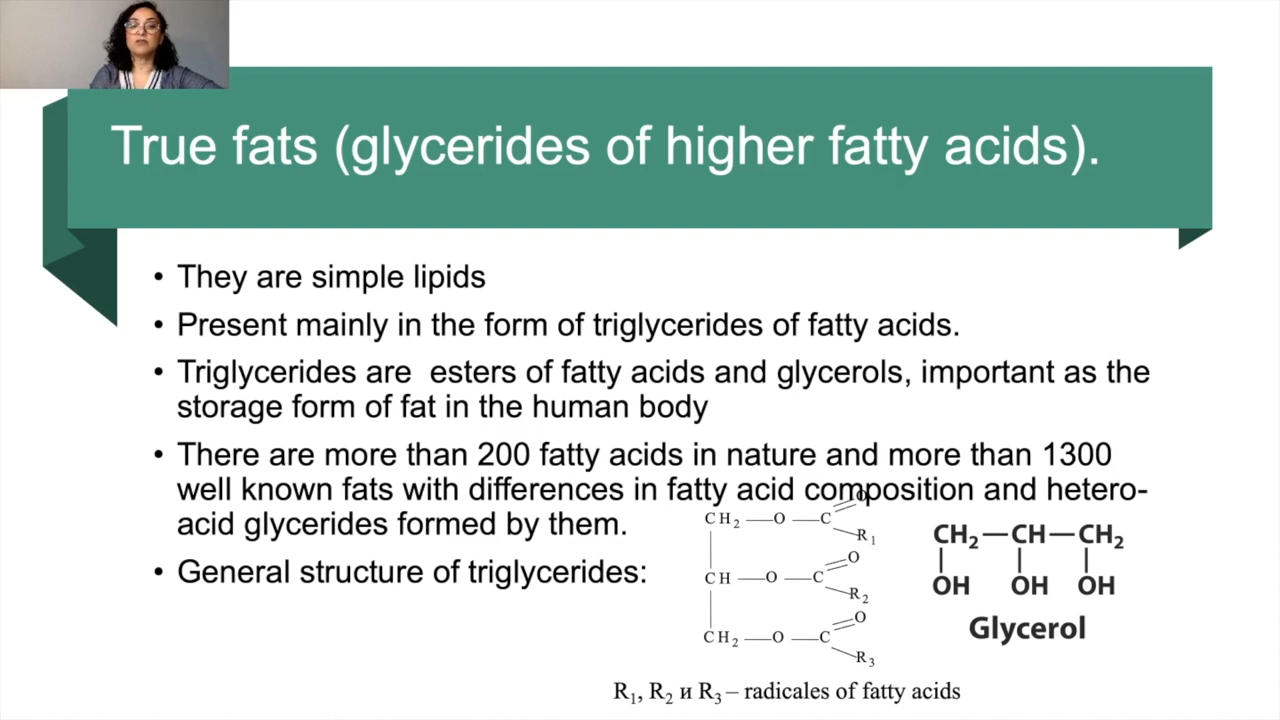 True fats (glycerides of higher fatty acids).
• They are simple lipids
• Present mainly in the form of triglycerides of fatty acids.
• Triglycerides are  esters of fatty acids and glycerols, important as the
storage form of fat in the human body
• There are more than 200 fatty acids in nature and more than 1300
well known fats with differences in fatty acid composition and hetero-
acid glycerides formed by them.
• General structure of triglycerides:
O
CH₂—O—C
R₁
O
CH—O—C
R₂
O
CH₂—O—C
R₃
CH₂—CH—CH₂
OH OH OH
Glycerol
R₁, R₂ и R₃ – radicales of fatty acids